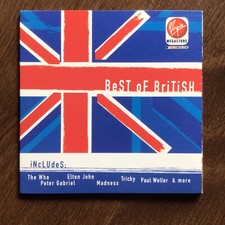 Virgin
MEGASTORE
BeST oF BriTiSH
iNcLUdeS:
The Who Elton John Tricky Paul Weller & more
Peter Gabriel Madness